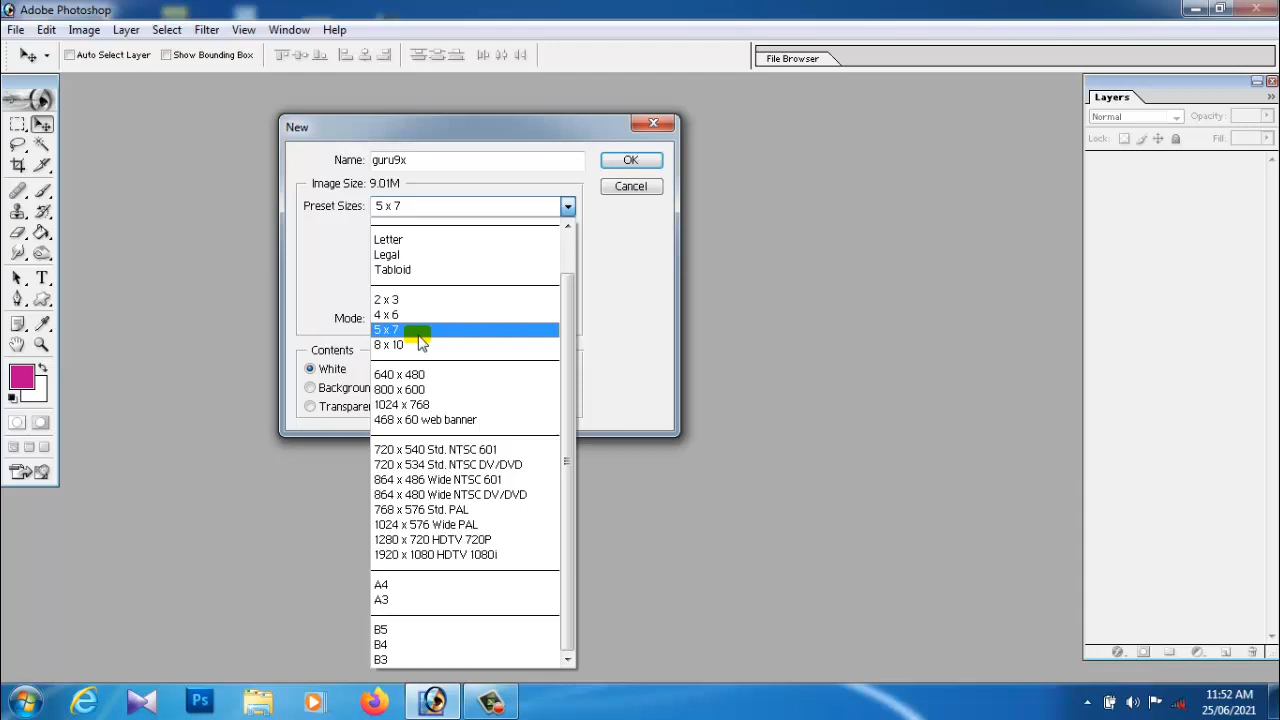 Adobe Photoshop
File Edit Image Layer Select Filter View Window Help
Auto Select Layer Show Bounding Box
File Browser
New
Name: guru9x
OK
Image Size: 9.01M
Cancel
Preset Sizes: 5 x 7
Letter
Legal
Tabloid
2 x 3
4 x 6
Mode:
5 x 7
8 x 10
Contents
White
640 x 480
Backgroun
800 x 600
Transparen
1024 x 768
468 x 60 web banner
720 x 540 Std. NTSC 601
720 x 534 Std. NTSC DV/DVD
864 x 486 Wide NTSC 601
864 x 480 Wide NTSC DV/DVD
768 x 576 Std. PAL
1024 x 576 Wide PAL
1280 x 720 HDTV 720P
1920 x 1080 HDTV 1080i
A4
A3
B5
B4
B3
Layers
Normal Opacity:
Lock: Fill:
T
Ps
11:52 AM
25/06/2021